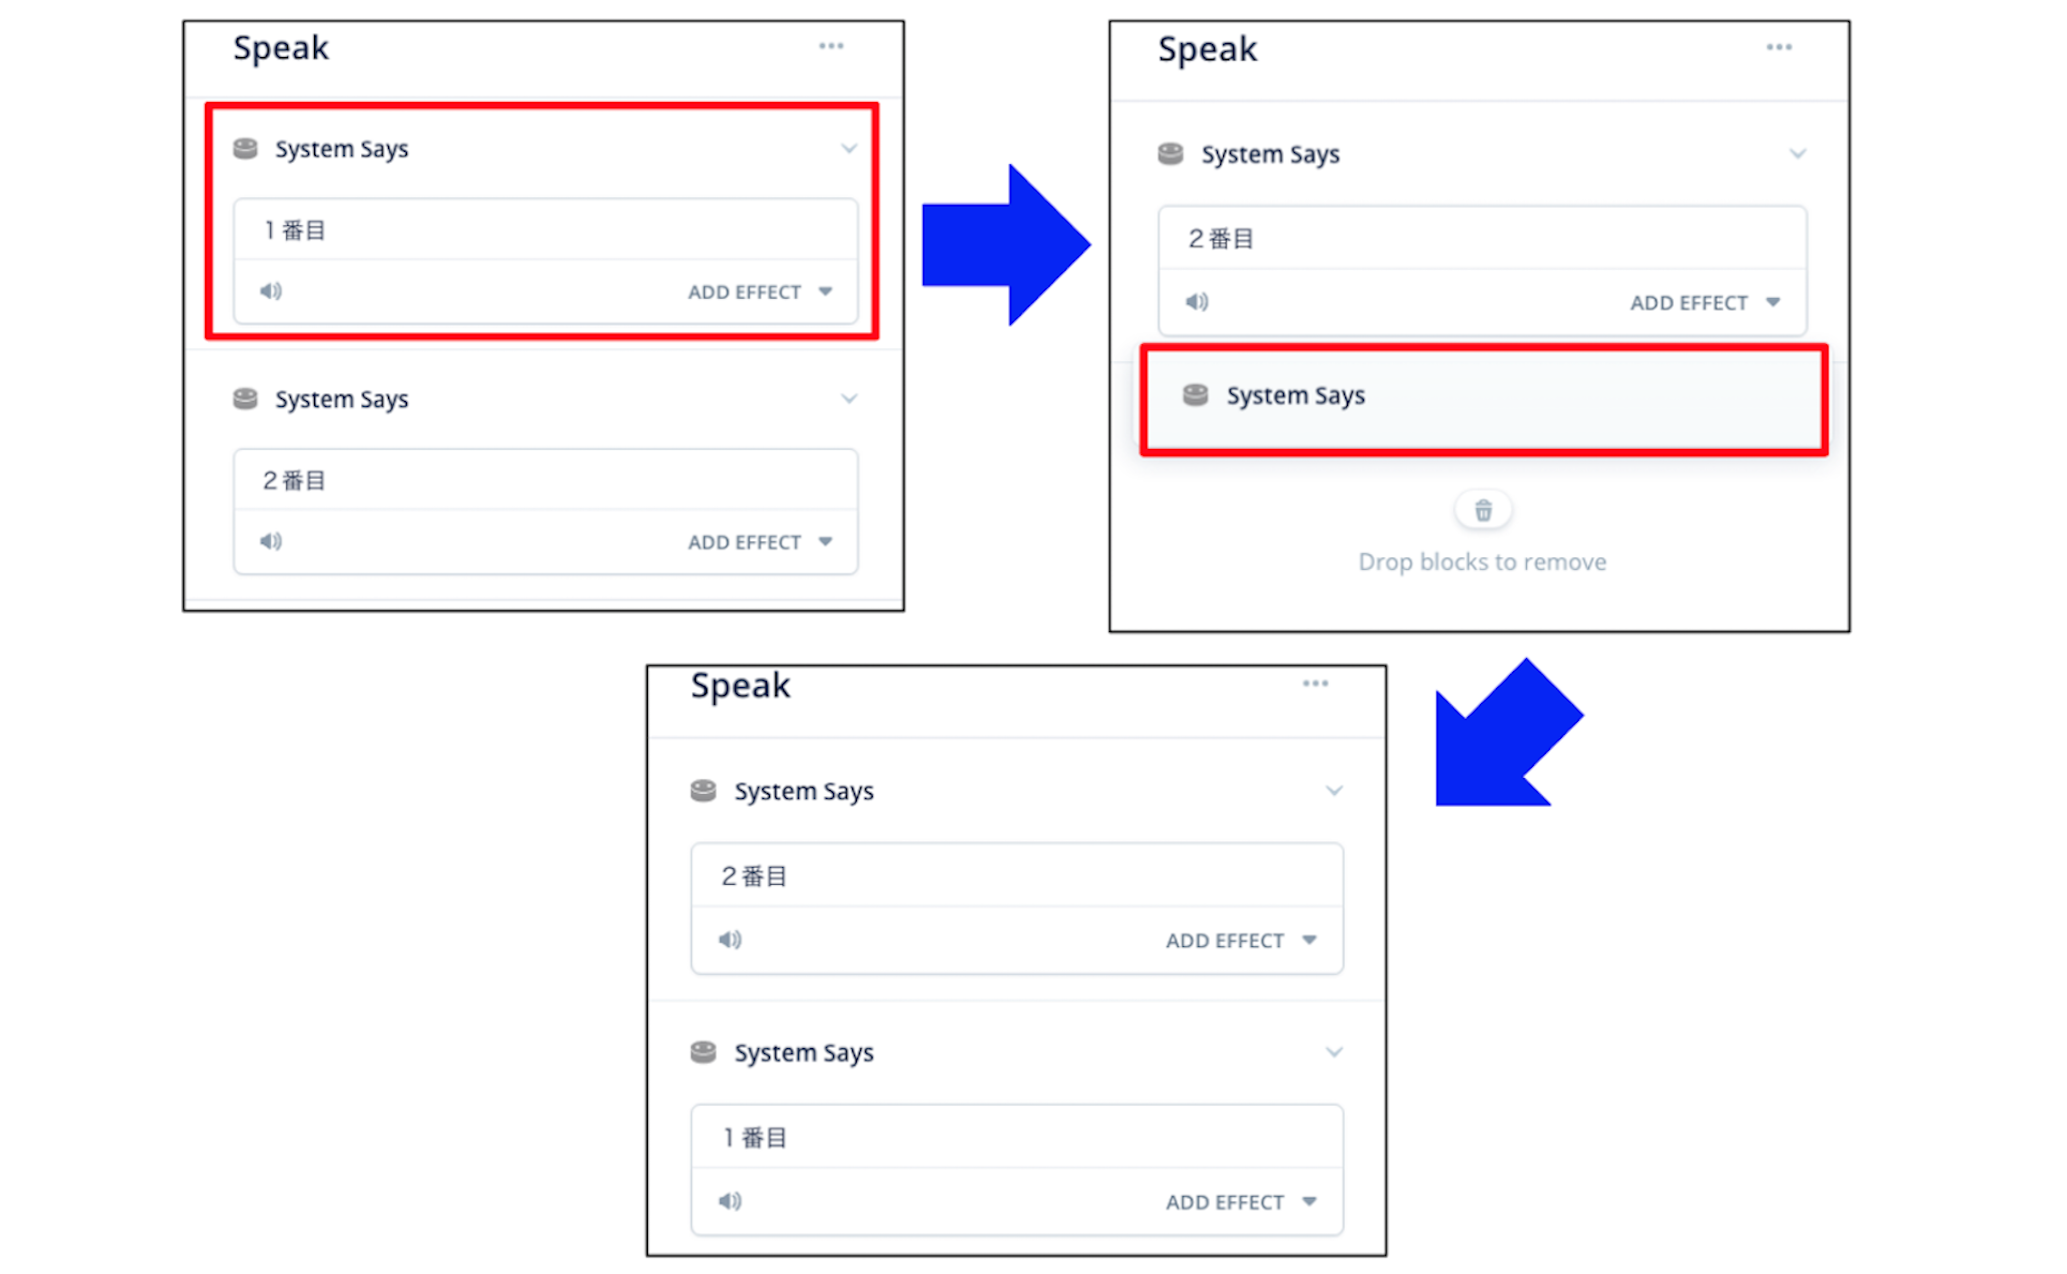 Speak
System Says
1番目
ADD EFFECT
System Says
2番目
ADD EFFECT
Speak
System Says
2番目
ADD EFFECT
System Says
Drop blocks to remove
Speak
System Says
2番目
ADD EFFECT
System Says
1番目
ADD EFFECT